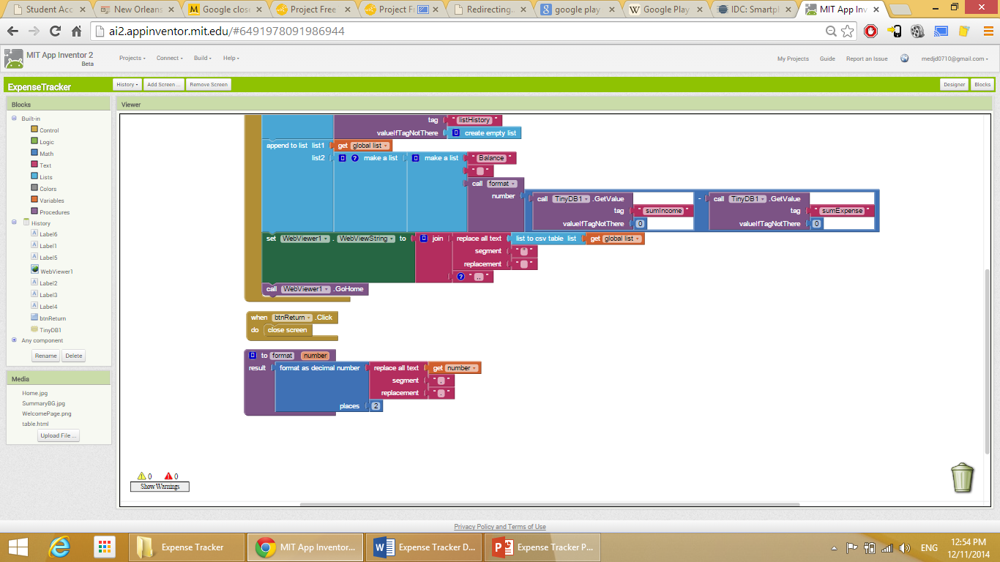 Student Acc
New Orleans
Google close
Project Free
Project Fr
Redirecting.
google play
Google Play
IDC: Smartph
MIT App Inv
ai2.appinventor.mit.edu/#6491978091986944
MIT App Inventor 2
Beta
Projects
Connect
Build
Help
My Projects
Guide
Report an Issue
medjd0710@gmail.com
ExpenseTracker
History
Add Screen ...
Remove Screen
Designer
Blocks
Blocks
Built-in
Control
Logic
Math
Text
Lists
Colors
Variables
Procedures
History
Label6
Label1
Label5
WebViewer1
Label2
Label3
Label4
btnReturn
TinyDB1
Any component
Rename
Delete
Media
Home.jpg
SummaryBG.jpg
WelcomePage.png
table.html
Upload File ...
Viewer
tag " listHistory "
valueIfTagNotThere create empty list
append to list list1 get global list
list2 ? make a list make a list " Balance "
" "
call format
number call TinyDB1 .GetValue - call TinyDB1 .GetValue
tag " sumIncome " tag " sumExpense "
valueIfTagNotThere 0 valueIfTagNotThere 0
set WebViewer1 . WebViewString to join replace all text list to csv table list get global list
segment " " "
replacement " "
? " ,, "
call WebViewer1 .GoHome
when btnReturn .Click
do close screen
to format number
result format as decimal number replace all text get number
segment " , "
replacement " . "
places 2
0 0
Show Warnings
Privacy Policy and Terms of Use
Expense Tracker
MIT App Inventor...
Expense Tracker D...
Expense Tracker P...
ENG
12:54 PM
12/11/2014